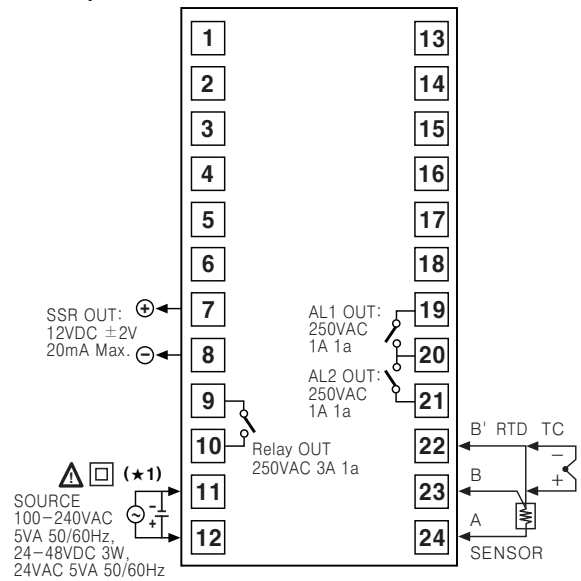 1
2
3
4
5
6
7
8
9
10
11
12
13
14
15
16
17
18
19
20
21
22
23
24
SSR OUT:
12VDC ±2V
20mA Max.
+
−
Relay OUT
250VAC 3A 1a
(★1)
SOURCE
100-240VAC
5VA 50/60Hz,
24-48VDC 3W,
24VAC 5VA 50/60Hz
-
+
AL1 OUT:
250VAC
1A 1a
AL2 OUT:
250VAC
1A 1a
B' RTD TC
−
+
B
A
SENSOR